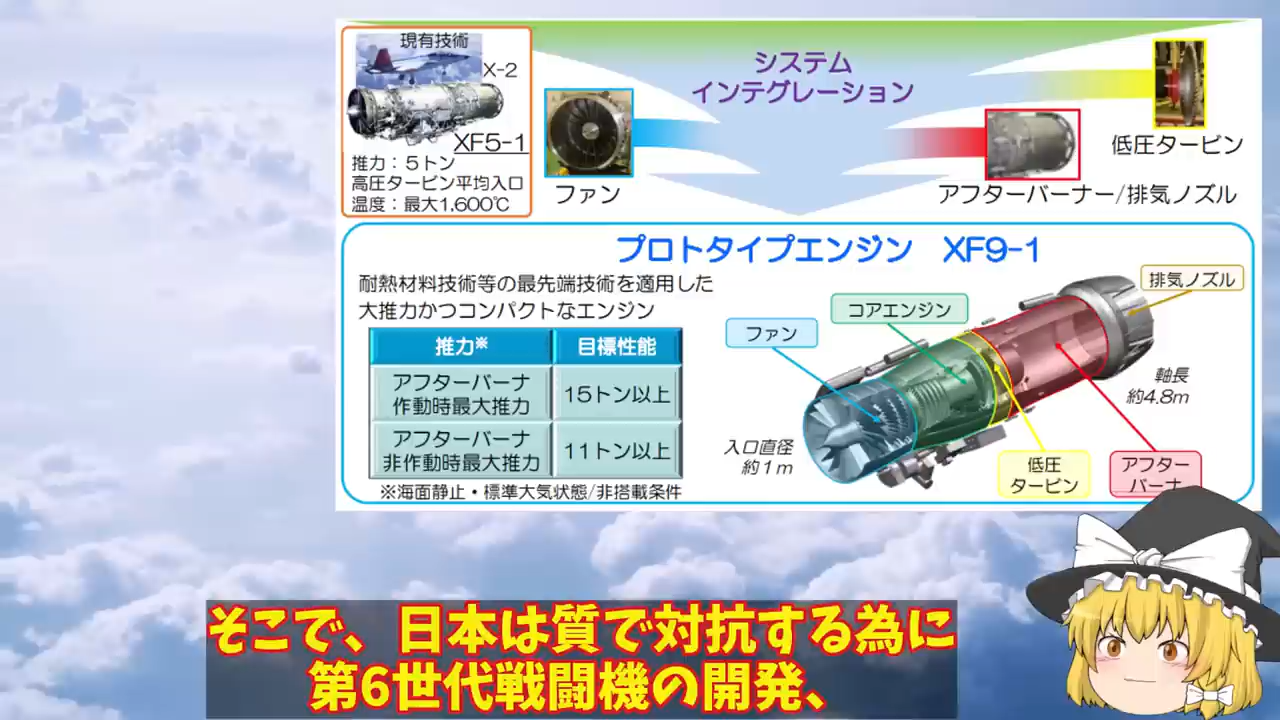 現有技術
X-2
XF5-1
推力：５トン
高圧タービン平均入口
温度：最大1,600℃
ファン
システム
インテグレーション
アフターバーナー/排気ノズル
低圧タービン
プロトタイプエンジン　XF9-1
耐熱材料技術等の最先端技術を適用した
大推力かつコンパクトなエンジン
推力※
目標性能
アフターバーナ
作動時最大推力
15トン以上
アフターバーナ
非作動時最大推力
11トン以上
※海面静止・標準大気状態/非搭載条件
ファン
コアエンジン
排気ノズル
軸長
約4.8m
入口直径
約１m
低圧
タービン
アフター
バーナ
そこで、日本は質で対抗する為に
第6世代戦闘機の開発、